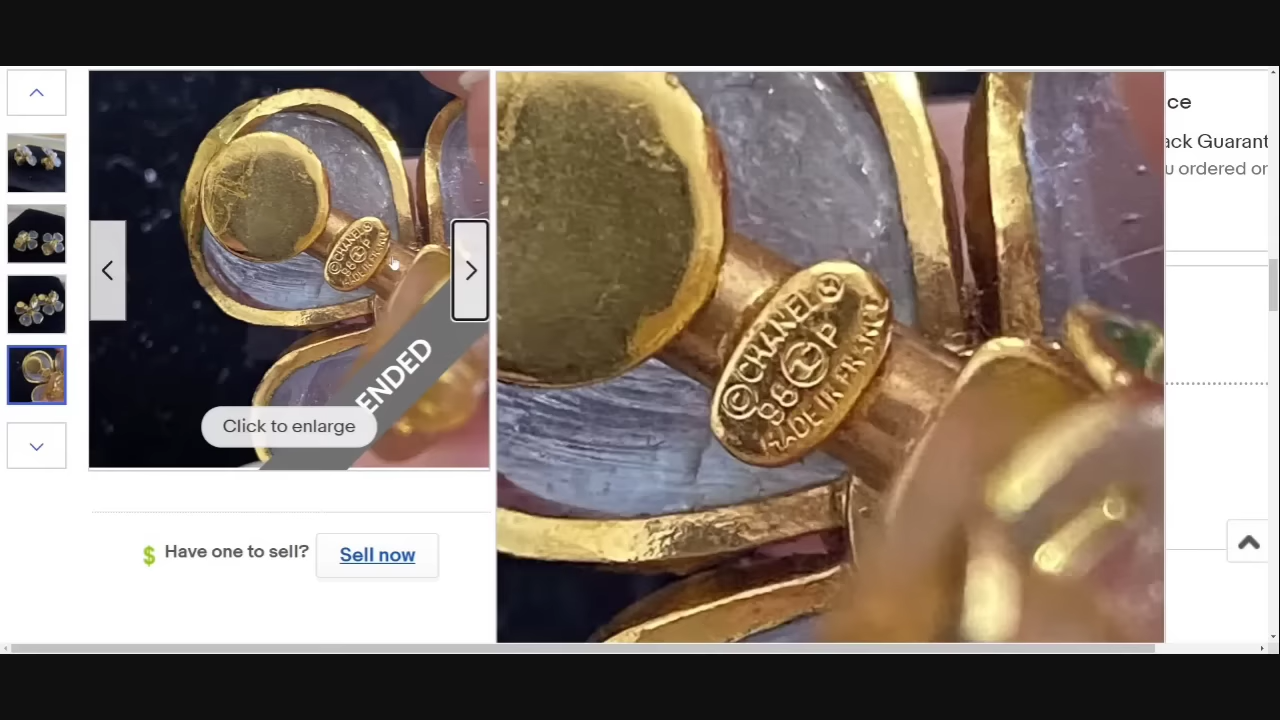 ce
ack Guarant
u ordered or
© CHANEL ®
98 P
MADE IN FRANCE
ENDED
Click to enlarge
Have one to sell?
Sell now